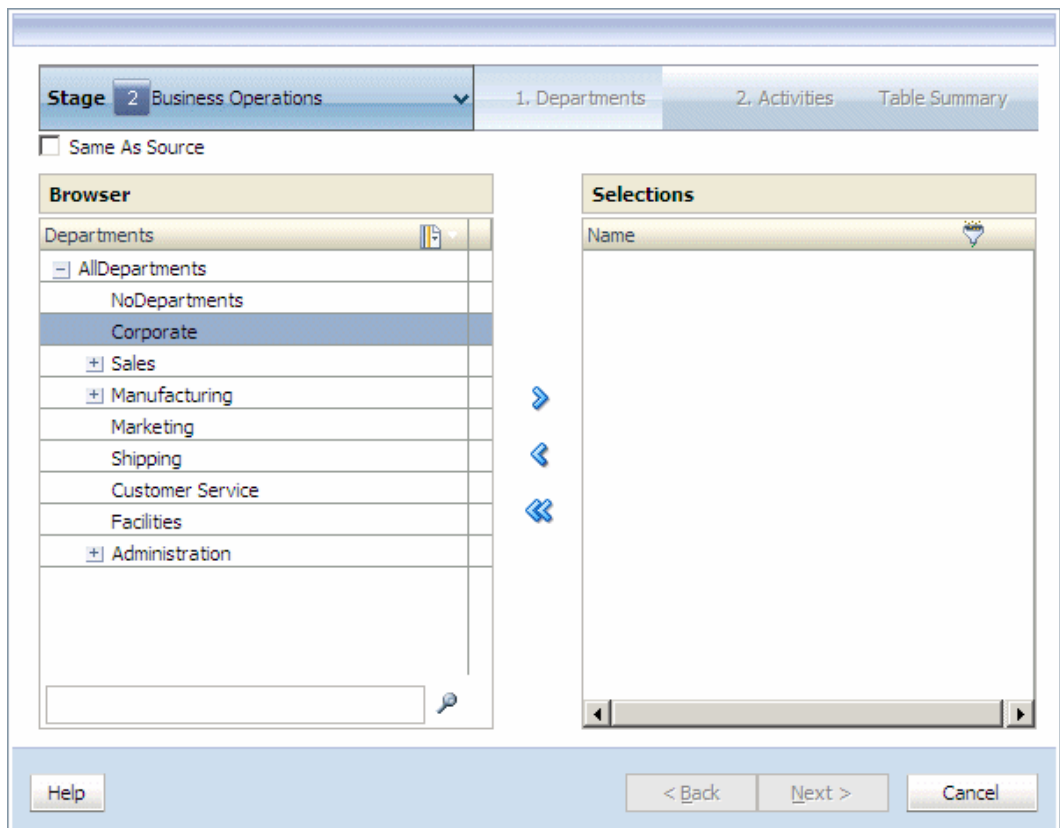 Stage 2 Business Operations 1. Departments 2. Activities Table Summary
Same As Source
Browser
Selections
Departments
Name
AllDepartments
NoDepartments
Corporate
Sales
Manufacturing
Marketing
Shipping
Customer Service
Facilities
Administration
Help
< Back
Next >
Cancel